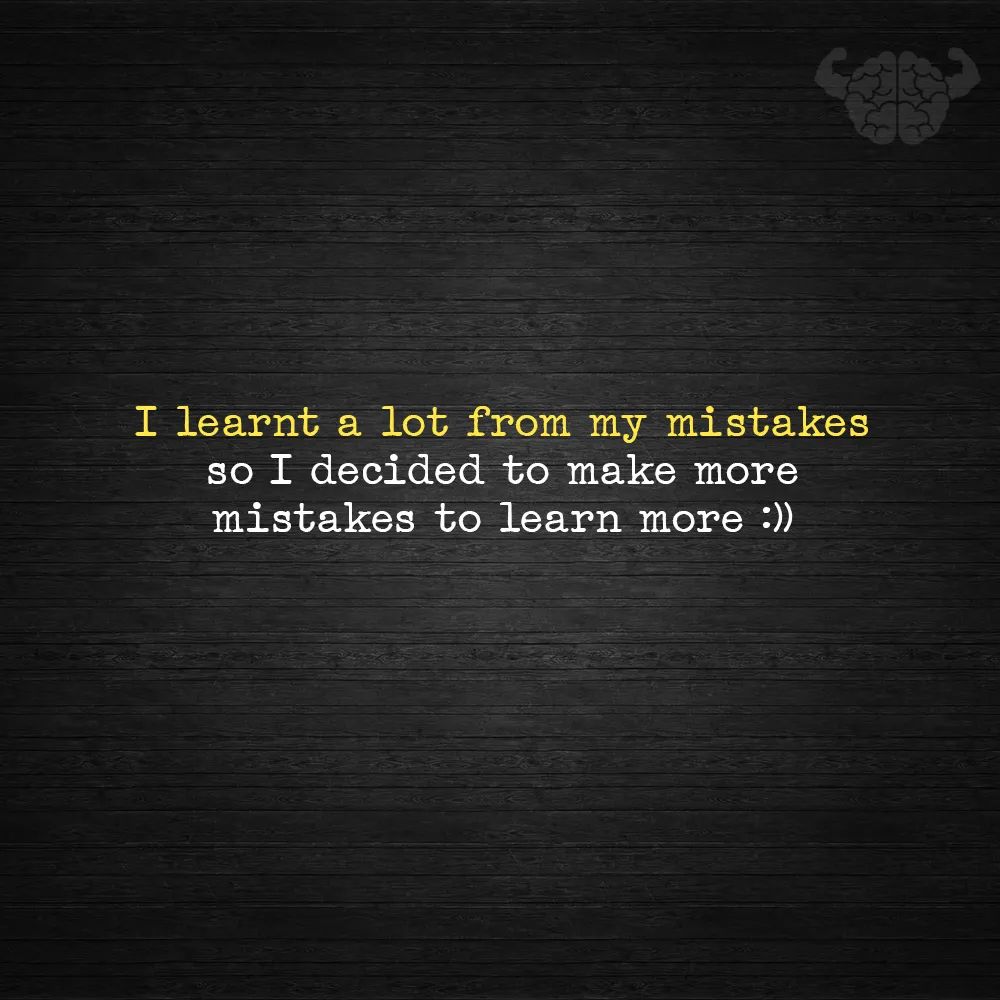 I learnt a lot from my mistakes
so I decided to make more
mistakes to learn more :))